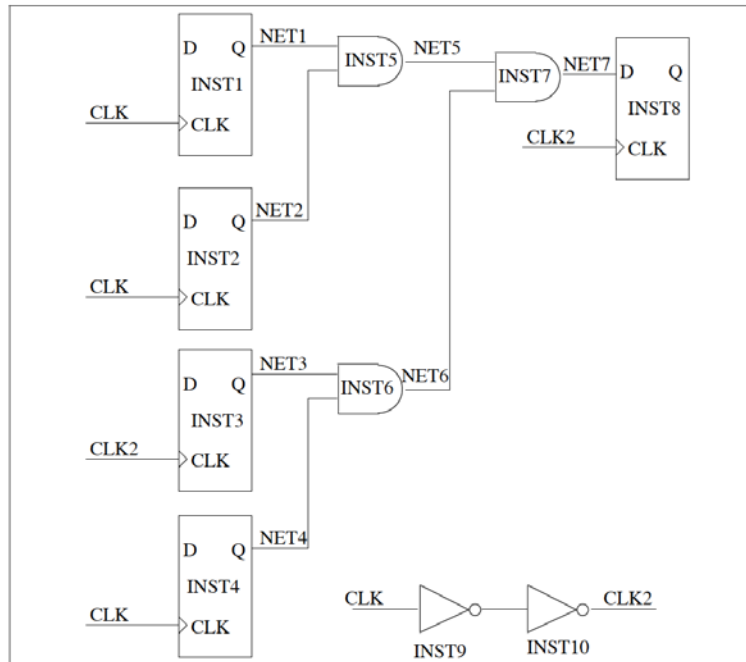 D Q
INST1
CLK
CLK
NET1
D Q
INST2
CLK
CLK
NET2
INST5
NET5
D Q
INST3
CLK2
CLK
NET3
D Q
INST4
CLK
CLK
NET4
INST6
NET6
INST7
NET7
D Q
INST8
CLK2
CLK
CLK
INST9
INST10
CLK2